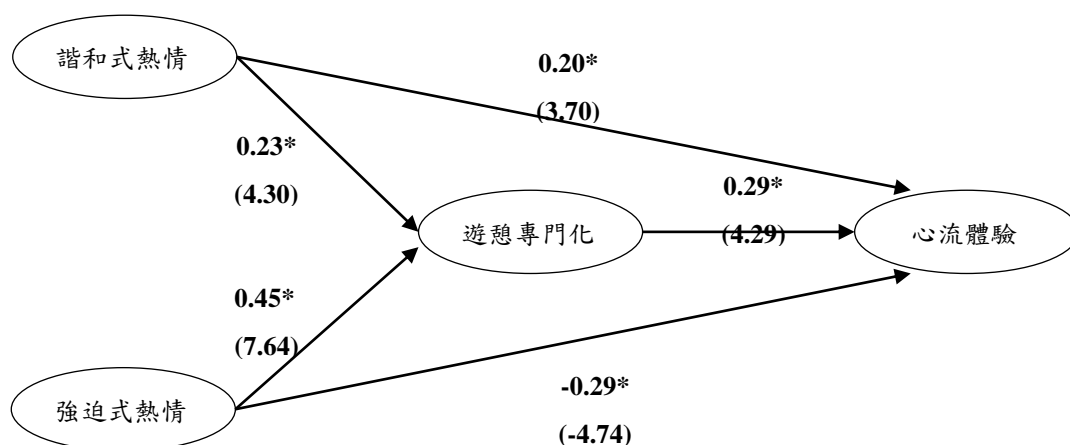 諧和式熱情
0.20*
(3.70)
0.23*
(4.30)
0.29*
(4.29)
遊憩專門化
心流體驗
0.45*
(7.64)
強迫式熱情
-0.29*
(-4.74)